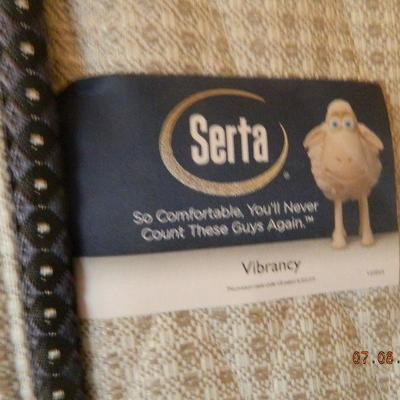 Serta®
So Comfortable, You'll Never
Count These Guys Again.™
Vibrancy
07.08.